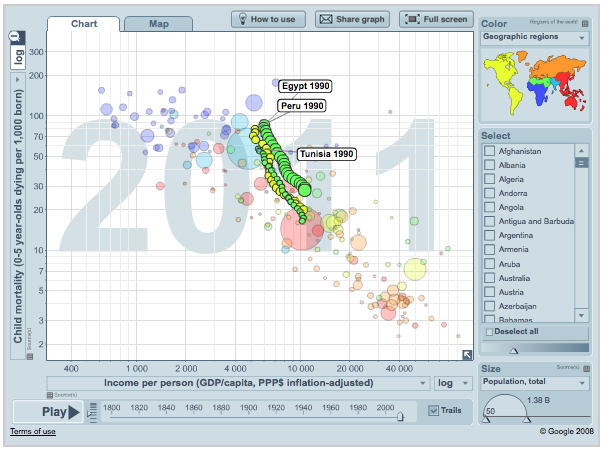 Chart
Map
How to use
Share graph
Full screen
Color
Regions of the world
Geographic regions
log
300
200
100
70
50
30
20
10
7
5
3
2
2011
Egypt 1990
Peru 1990
Tunisia 1990
Child mortality (0-5 year-olds dying per 1,000 born)
Source(s)
400
1 000
2 000
4 000
10 000
20 000
40 000
Income per person (GDP/capita, PPP$ inflation-adjusted)
log
Source(s)
Select
Afghanistan
Albania
Algeria
Andorra
Angola
Antigua and Barbuda
Argentina
Armenia
Aruba
Australia
Austria
Azerbaijan
Bahamas
Deselect all
Size
Source(s)
Population, total
1.38 B
50
Play
1800
1820
1840
1860
1880
1900
1920
1940
1960
1980
2000
Trails
Terms of use
© Google 2008